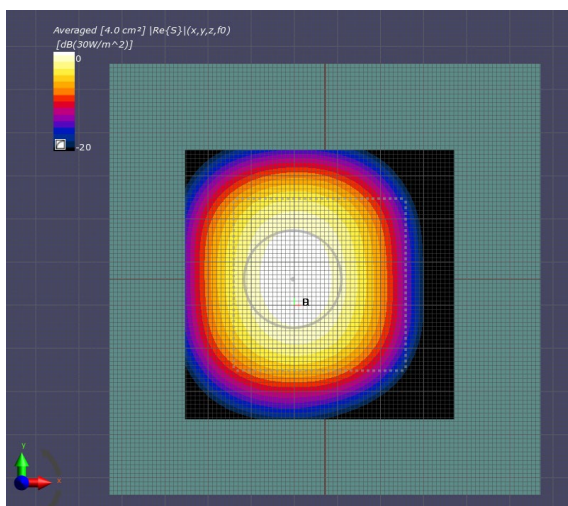 Averaged [4.0 cm²] |Re{S}|(x,y,z,f0)
[dB(30W/m^2)]
0
-20
y
x